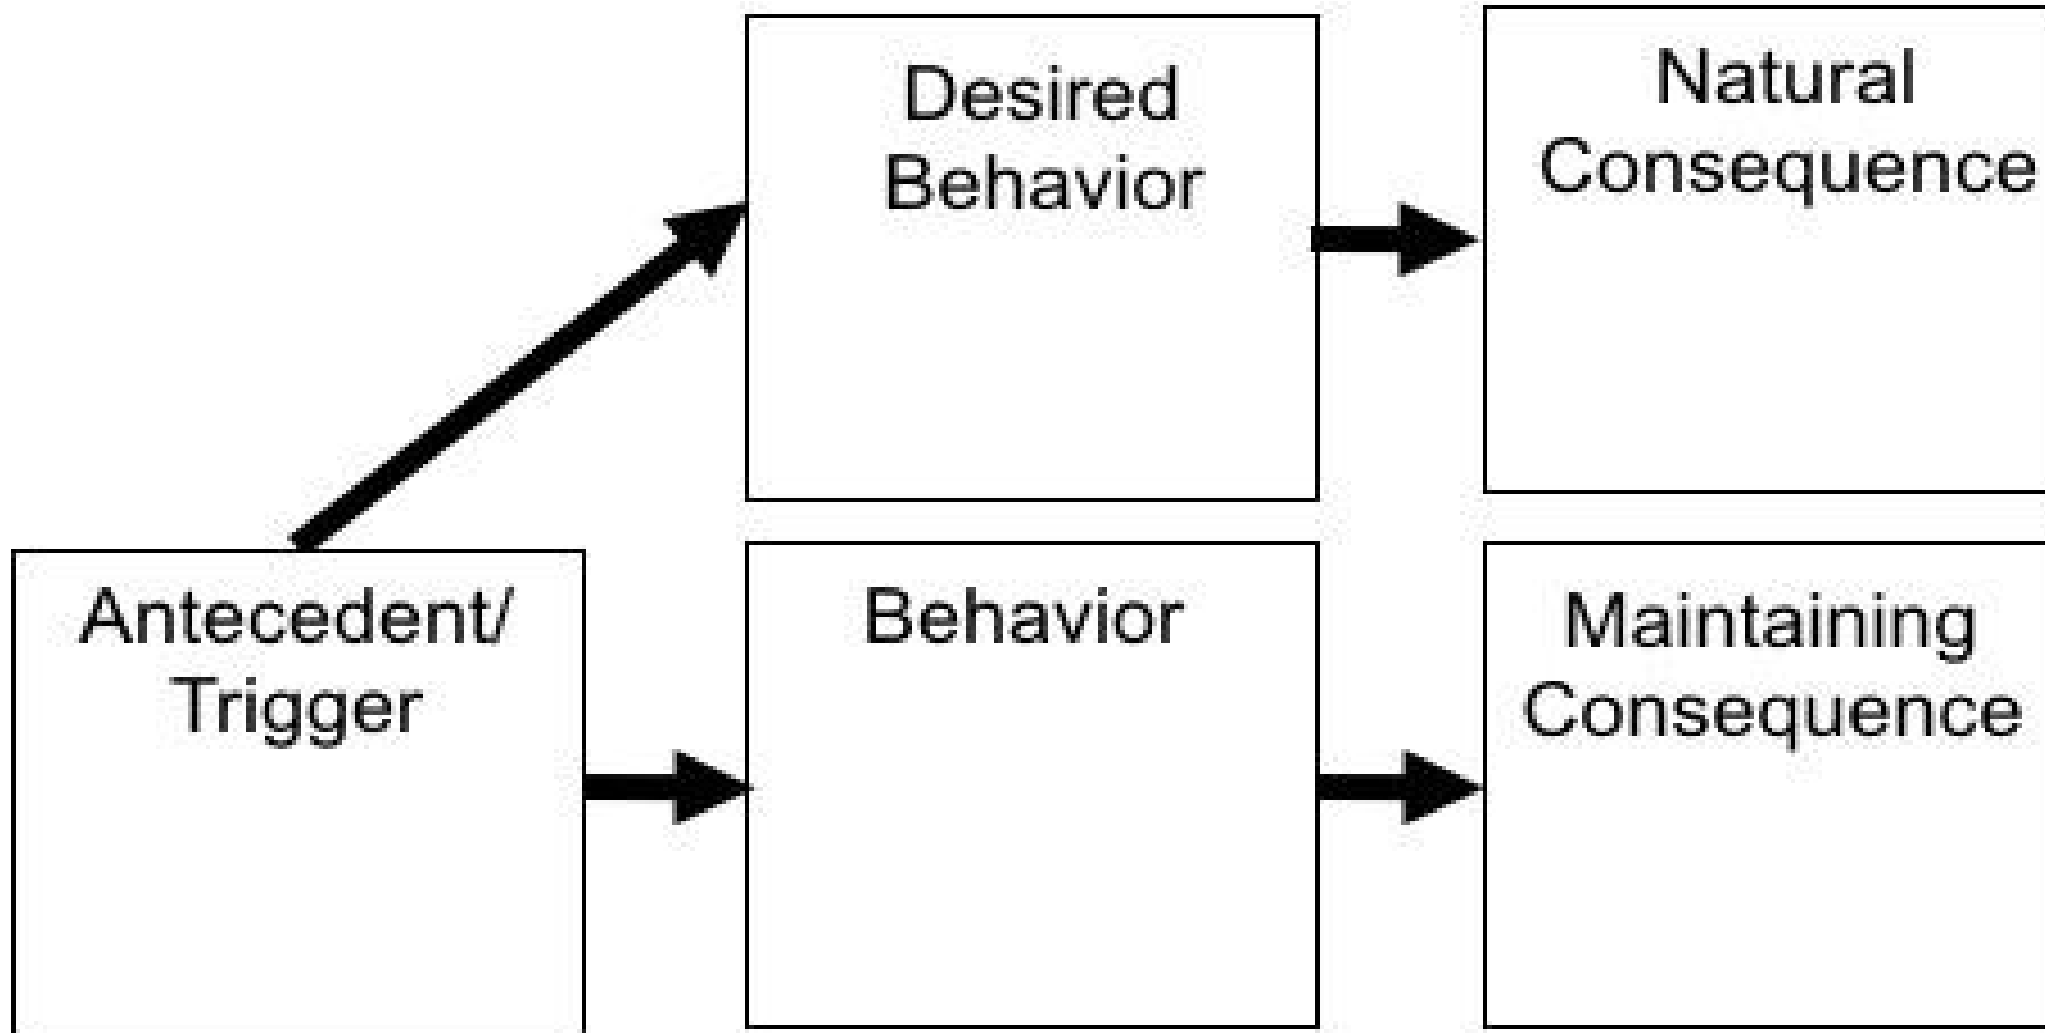 Desired
Behavior
Natural
Consequence
Antecedent/
Trigger
Behavior
Maintaining
Consequence